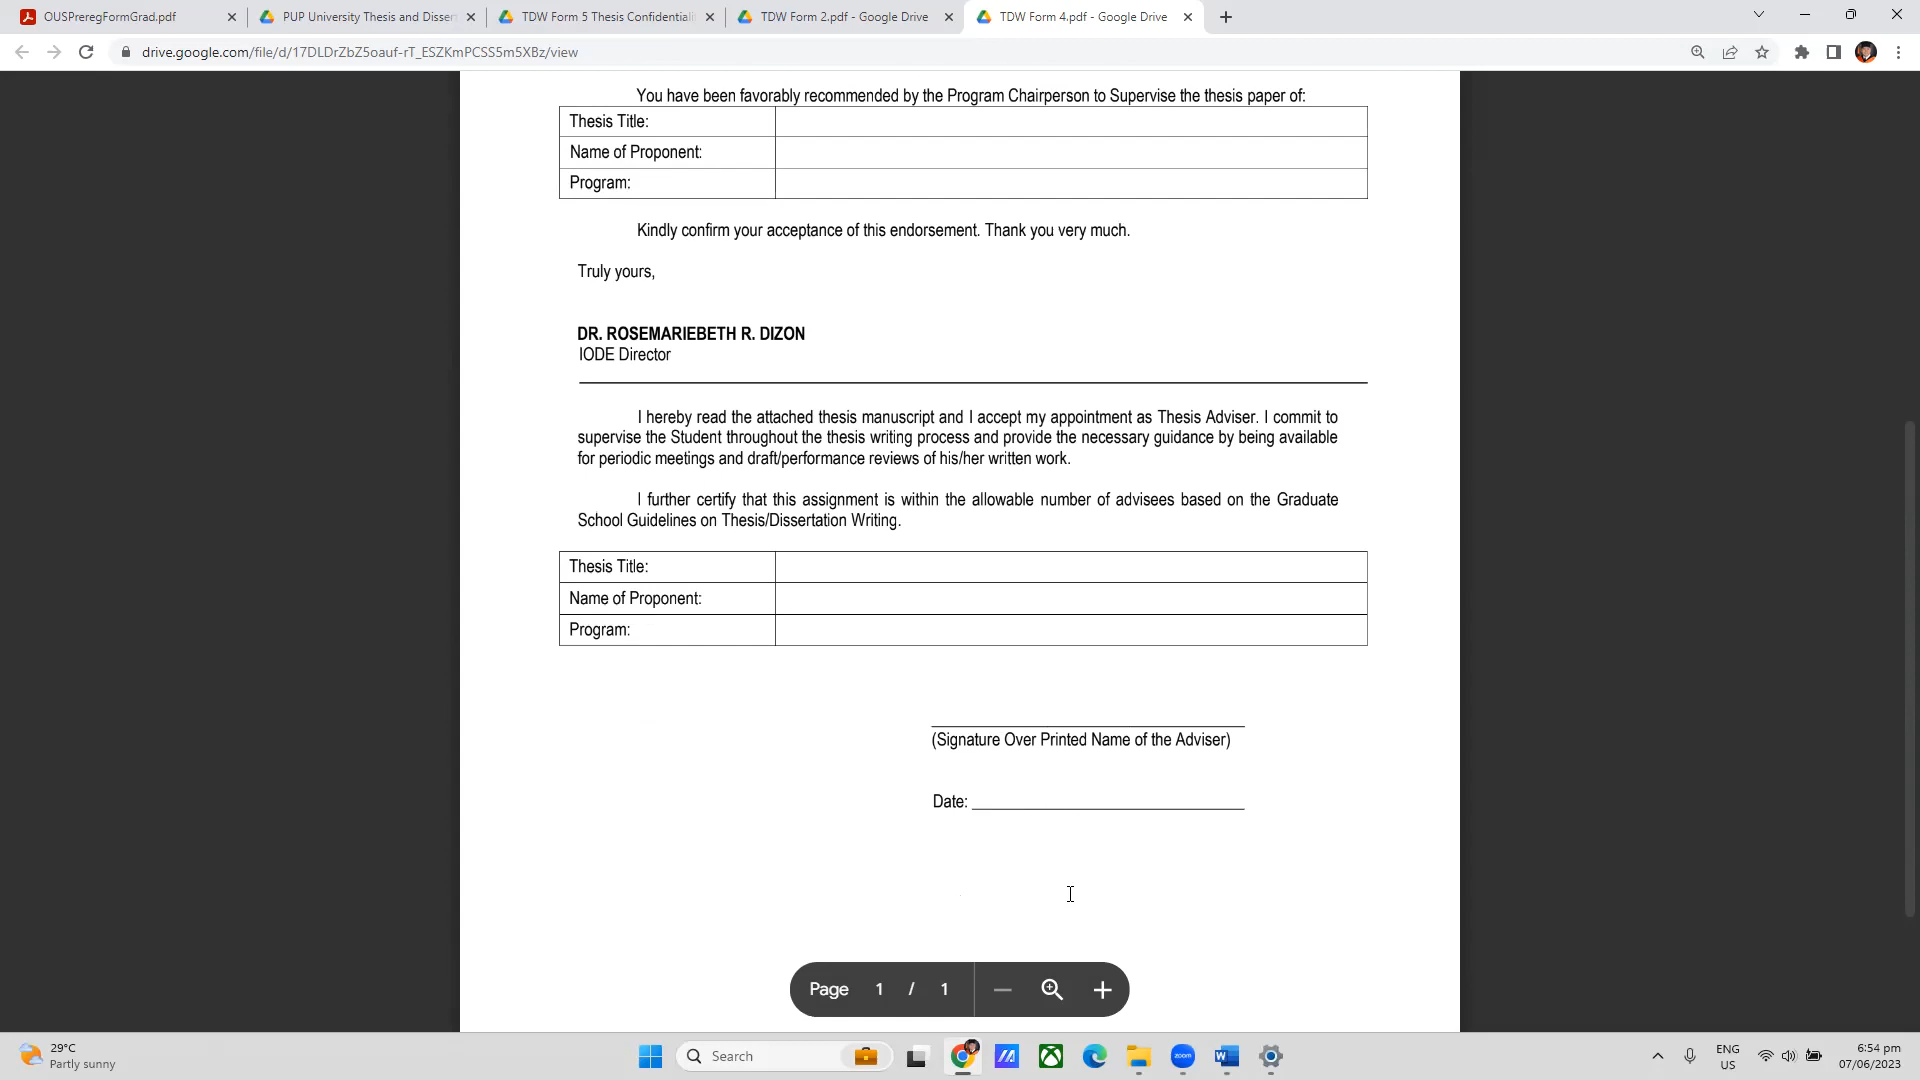 OUSPreregFormGrad.pdf
PUP University Thesis and Disser
TDW Form 5 Thesis Confidentiali
TDW Form 2.pdf - Google Drive
TDW Form 4.pdf - Google Drive
drive.google.com/file/d/17DLDrZbZ5oauf-rT_ESZKmPCSS5m5XBz/view
You have been favorably recommended by the Program Chairperson to Supervise the thesis paper of:
Thesis Title:
Name of Proponent:
Program:
Kindly confirm your acceptance of this endorsement. Thank you very much.
Truly yours,
DR. ROSEMARIEBETH R. DIZON
IODE Director
I hereby read the attached thesis manuscript and I accept my appointment as Thesis Adviser. I commit to
supervise the Student throughout the thesis writing process and provide the necessary guidance by being available
for periodic meetings and draft/performance reviews of his/her written work.
I further certify that this assignment is within the allowable number of advisees based on the Graduate
School Guidelines on Thesis/Dissertation Writing.
Thesis Title:
Name of Proponent:
Program:
(Signature Over Printed Name of the Adviser)
Date:
Page 1 / 1
29°C
Partly sunny
Search
zoom
ENG
US
6:54 pm
07/06/2023